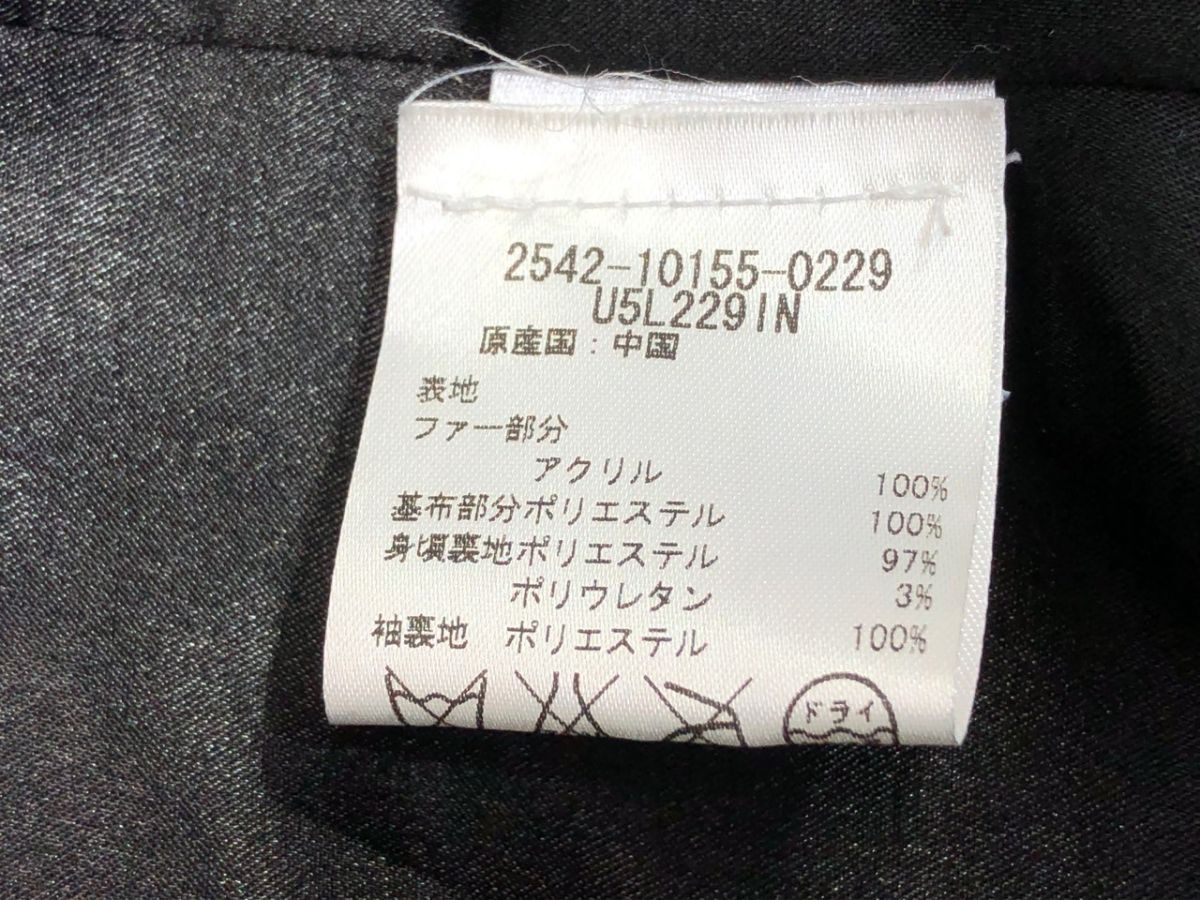 2542-10155-0229
U5L229IN
原産国：中国
表地
ファー部分
アクリル 100%
基布部分ポリエステル 100%
身頃裏地ポリエステル 97%
ポリウレタン 3%
袖裏地 ポリエステル 100%
ドライ